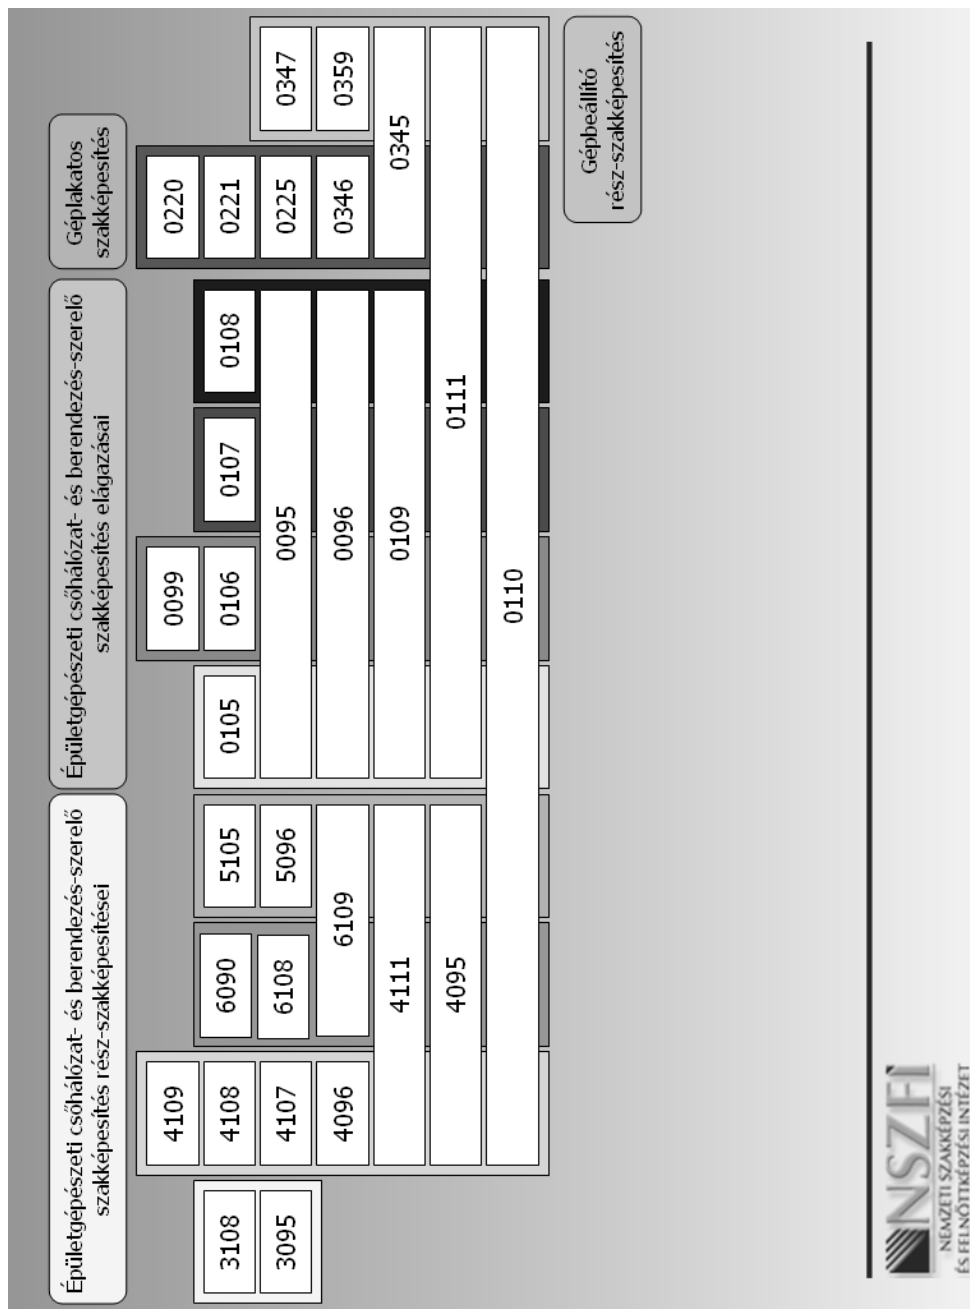 Épületgépészeti csőhálózat- és berendezés-szerelő
szakképesítés rész-szakképesítései
Épületgépészeti csőhálózat- és berendezés-szerelő
szakképesítés elágazásai
Géplakatos
szakképesítés
4109
0099
0220
3108
4108
6090
5105
0105
0106
0107
0108
0221
3095
4107
6108
5096
0095
0225
0347
4096
6109
0096
0346
0359
4111
0109
0345
4095
0111
0110
Gépbeállító
rész-szakképesítés
NSZFI
NEMZETI SZAKKÉPZÉSI
ÉS FELNŐTTKÉPZÉSI INTÉZET